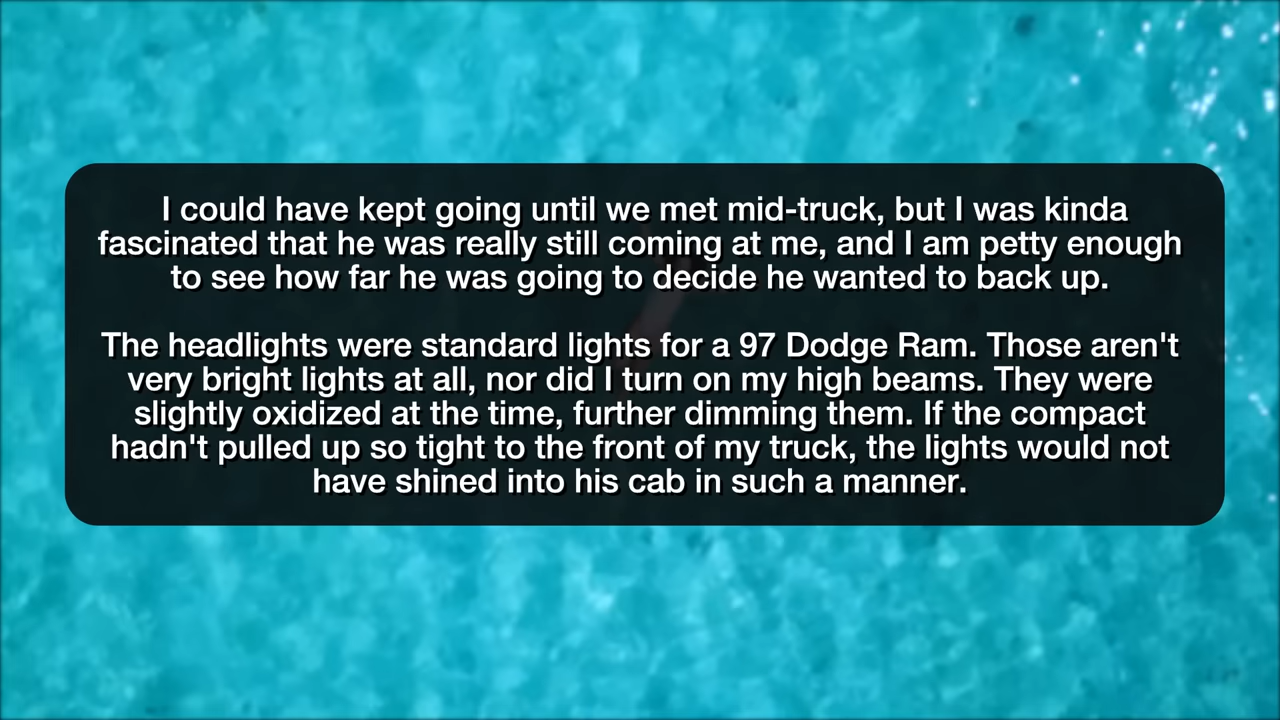 I could have kept going until we met mid-truck, but I was kinda
fascinated that he was really still coming at me, and I am petty enough
to see how far he was going to decide he wanted to back up.
The headlights were standard lights for a 97 Dodge Ram. Those aren't
very bright lights at all, nor did I turn on my high beams. They were
slightly oxidized at the time, further dimming them. If the compact
hadn't pulled up so tight to the front of my truck, the lights would not
have shined into his cab in such a manner.